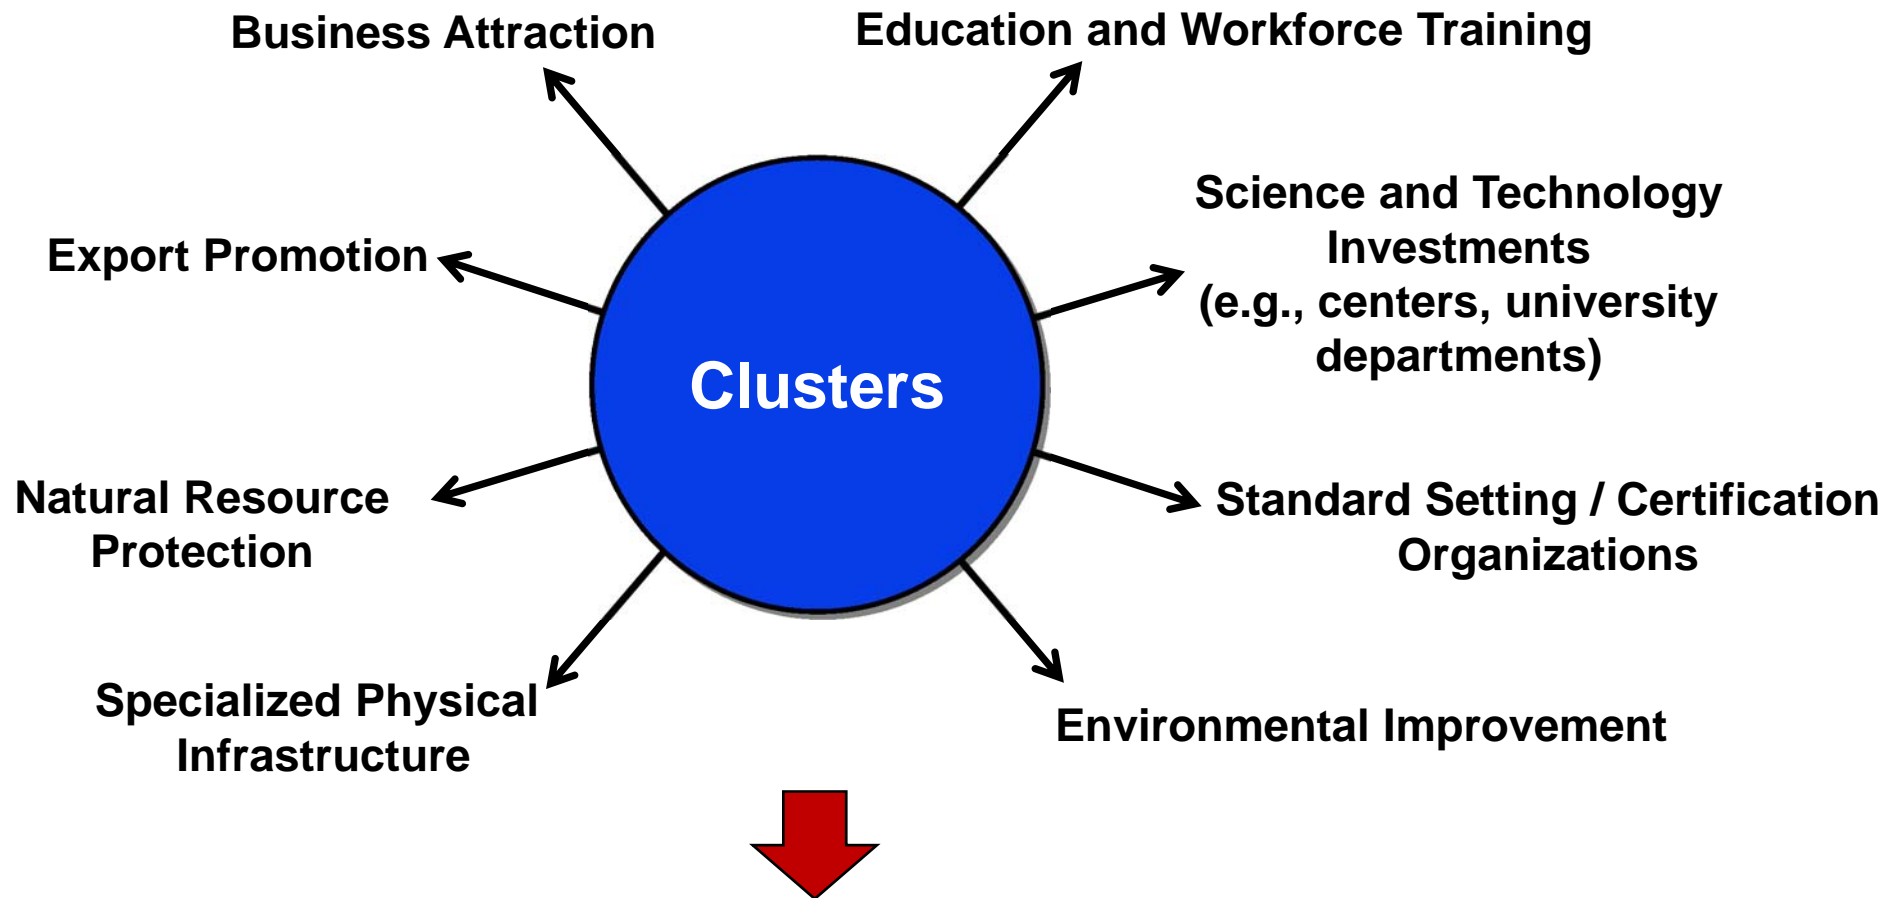 Business Attraction
Education and Workforce Training
Export Promotion
Science and Technology
Investments
(e.g., centers, university
departments)
Clusters
Natural Resource
Protection
Standard Setting / Certification
Organizations
Specialized Physical
Infrastructure
Environmental Improvement